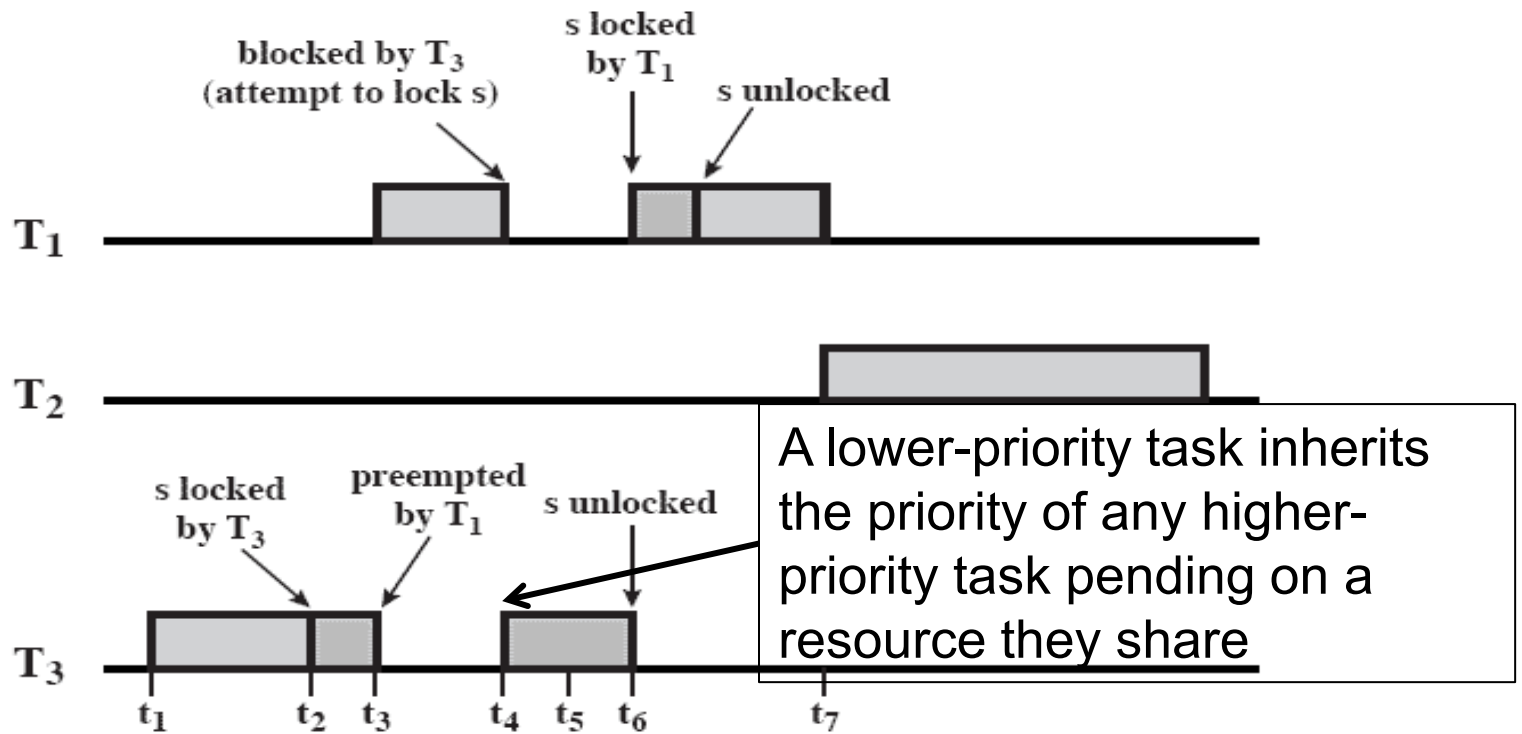 s locked
by T₁
blocked by T₃
(attempt to lock s)
s unlocked
T₁
T₂
A lower-priority task inherits
the priority of any higher-
priority task pending on a
resource they share
s locked
by T₃
preempted
by T₁
s unlocked
T₃
t₁ t₂ t₃ t₄ t₅ t₆ t₇